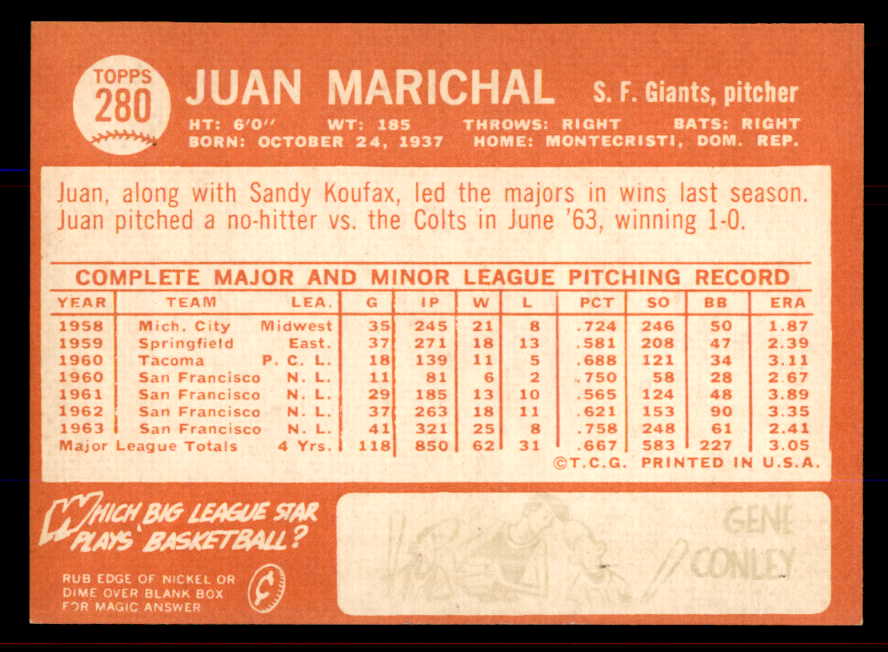 TOPPS
280
JUAN MARICHAL S. F. Giants, pitcher
HT: 6'0" WT: 185 THROWS: RIGHT BATS: RIGHT
BORN: OCTOBER 24, 1937 HOME: MONTECRISTI, DOM. REP.
Juan, along with Sandy Koufax, led the majors in wins last season.
Juan pitched a no-hitter vs. the Colts in June '63, winning 1-0.
COMPLETE MAJOR AND MINOR LEAGUE PITCHING RECORD
YEAR TEAM LEA. G IP W L PCT SO BB ERA
1958 Mich. City Midwest 35 245 21 8 .724 246 50 1.87
1959 Springfield East. 37 271 18 13 .581 208 47 2.39
1960 Tacoma P. C. L. 18 139 11 5 .688 121 34 3.11
1960 San Francisco N. L. 11 81 6 2 .750 58 28 2.67
1961 San Francisco N. L. 29 185 13 10 .565 124 48 3.89
1962 San Francisco N. L. 37 263 18 11 .621 153 90 3.35
1963 San Francisco N. L. 41 321 25 8 .758 248 61 2.41
Major League Totals 4 Yrs. 118 850 62 31 .667 583 227 3.05
©T.C.G. PRINTED IN U.S.A.
WHICH BIG LEAGUE STAR
PLAYS BASKETBALL?
RUB EDGE OF NICKEL OR
DIME OVER BLANK BOX
FOR MAGIC ANSWER
¢
GENE
CONLEY